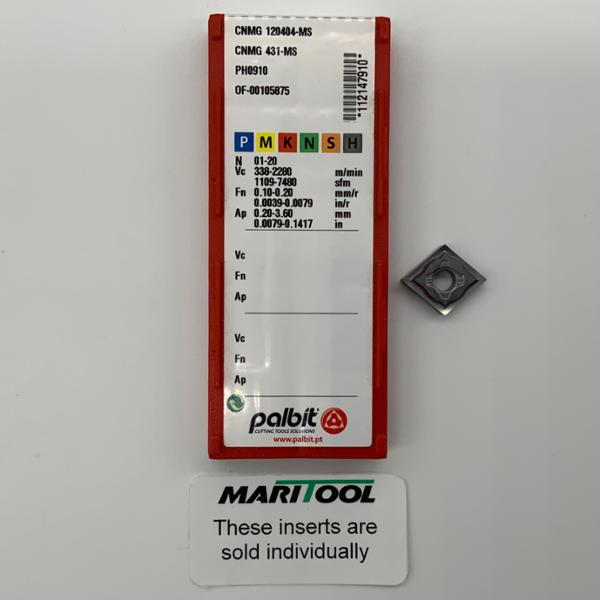 CNMG 120404-MS
CNMG 431-MS
PH0910
OF-00105875
*112147910*
P M K N S H
N 01-20
Vc 338-2280 m/min
1109-7480 sfm
Fn 0.10-0.20 mm/r
0.0039-0.0079 in/r
Ap 0.20-3.60 mm
0.0079-0.1417 in
Vc
Fn
Ap
Vc
Fn
Ap
palbit
CUTTING TOOLS SOLUTIONS
www.palbit.pt
MARITOOL
These inserts are
sold individually